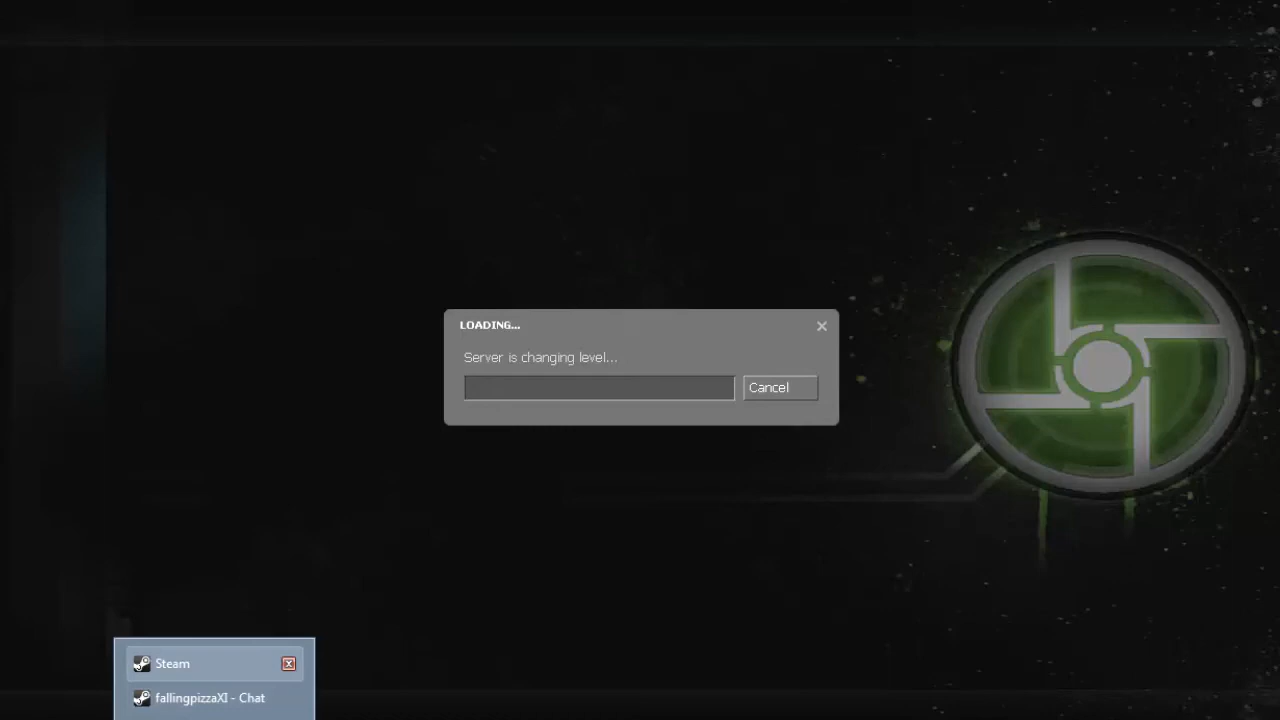 LOADING...
Server is changing level...
Cancel
Steam
fallingpizzaXI - Chat